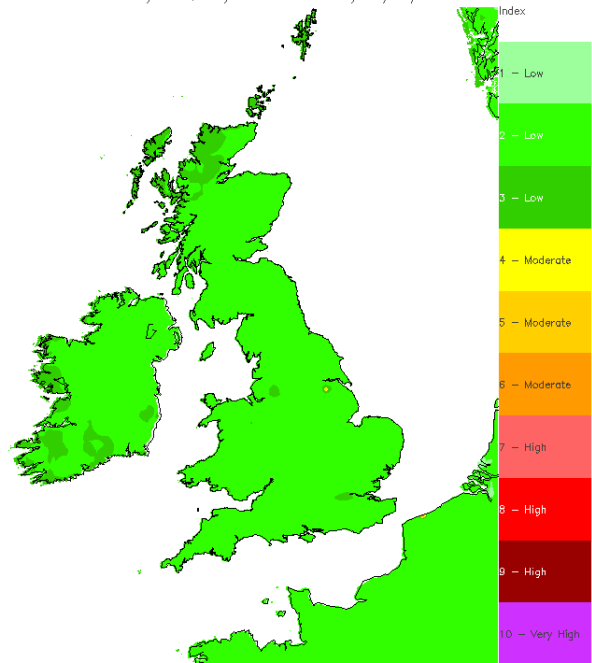 Index
1 – Low
2 – Low
3 – Low
4 – Moderate
5 – Moderate
6 – Moderate
7 – High
8 – High
9 – High
10 – Very High